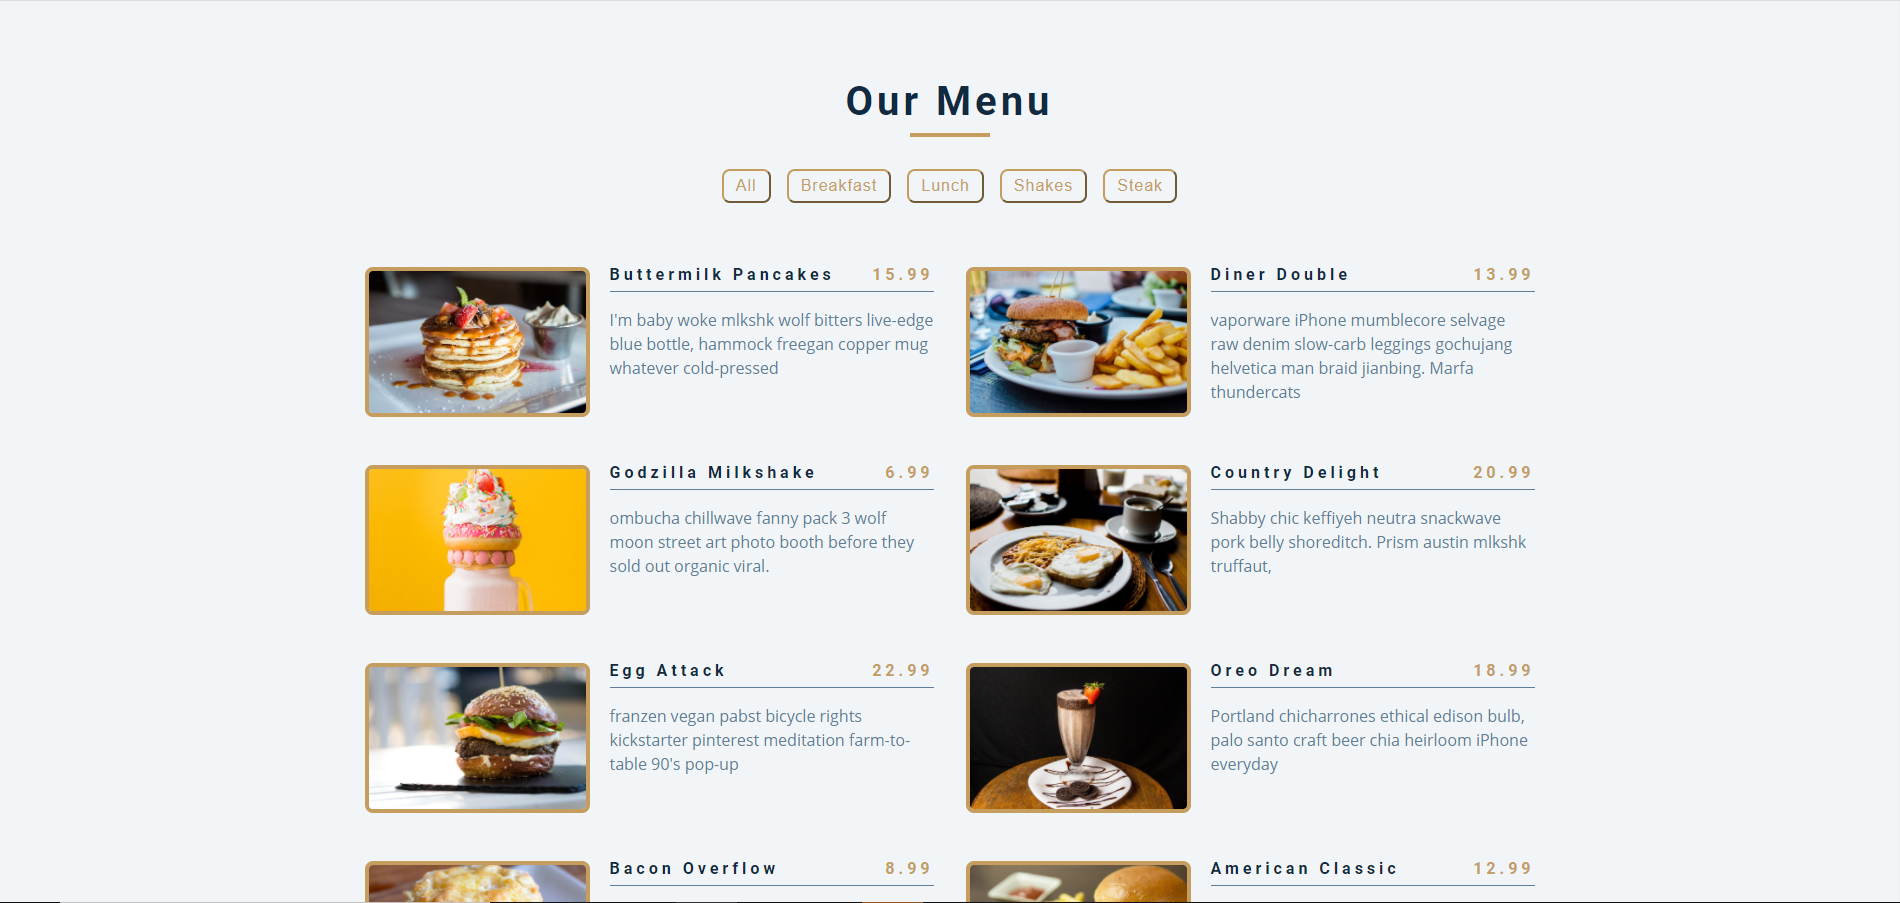 Our Menu
All Breakfast Lunch Shakes Steak
Buttermilk Pancakes 15.99
I'm baby woke mlkshk wolf bitters live-edge
blue bottle, hammock freegan copper mug
whatever cold-pressed
Diner Double 13.99
vaporware iPhone mumblecore selvage
raw denim slow-carb leggings gochujang
helvetica man braid jianbing. Marfa
thundercats
Godzilla Milkshake 6.99
ombucha chillwave fanny pack 3 wolf
moon street art photo booth before they
sold out organic viral.
Country Delight 20.99
Shabby chic keffiyeh neutra snackwave
pork belly shoreditch. Prism austin mlkshk
truffaut,
Egg Attack 22.99
franzen vegan pabst bicycle rights
kickstarter pinterest meditation farm-to-
table 90's pop-up
Oreo Dream 18.99
Portland chicharrones ethical edison bulb,
palo santo craft beer chia heirloom iPhone
everyday
Bacon Overflow 8.99
American Classic 12.99